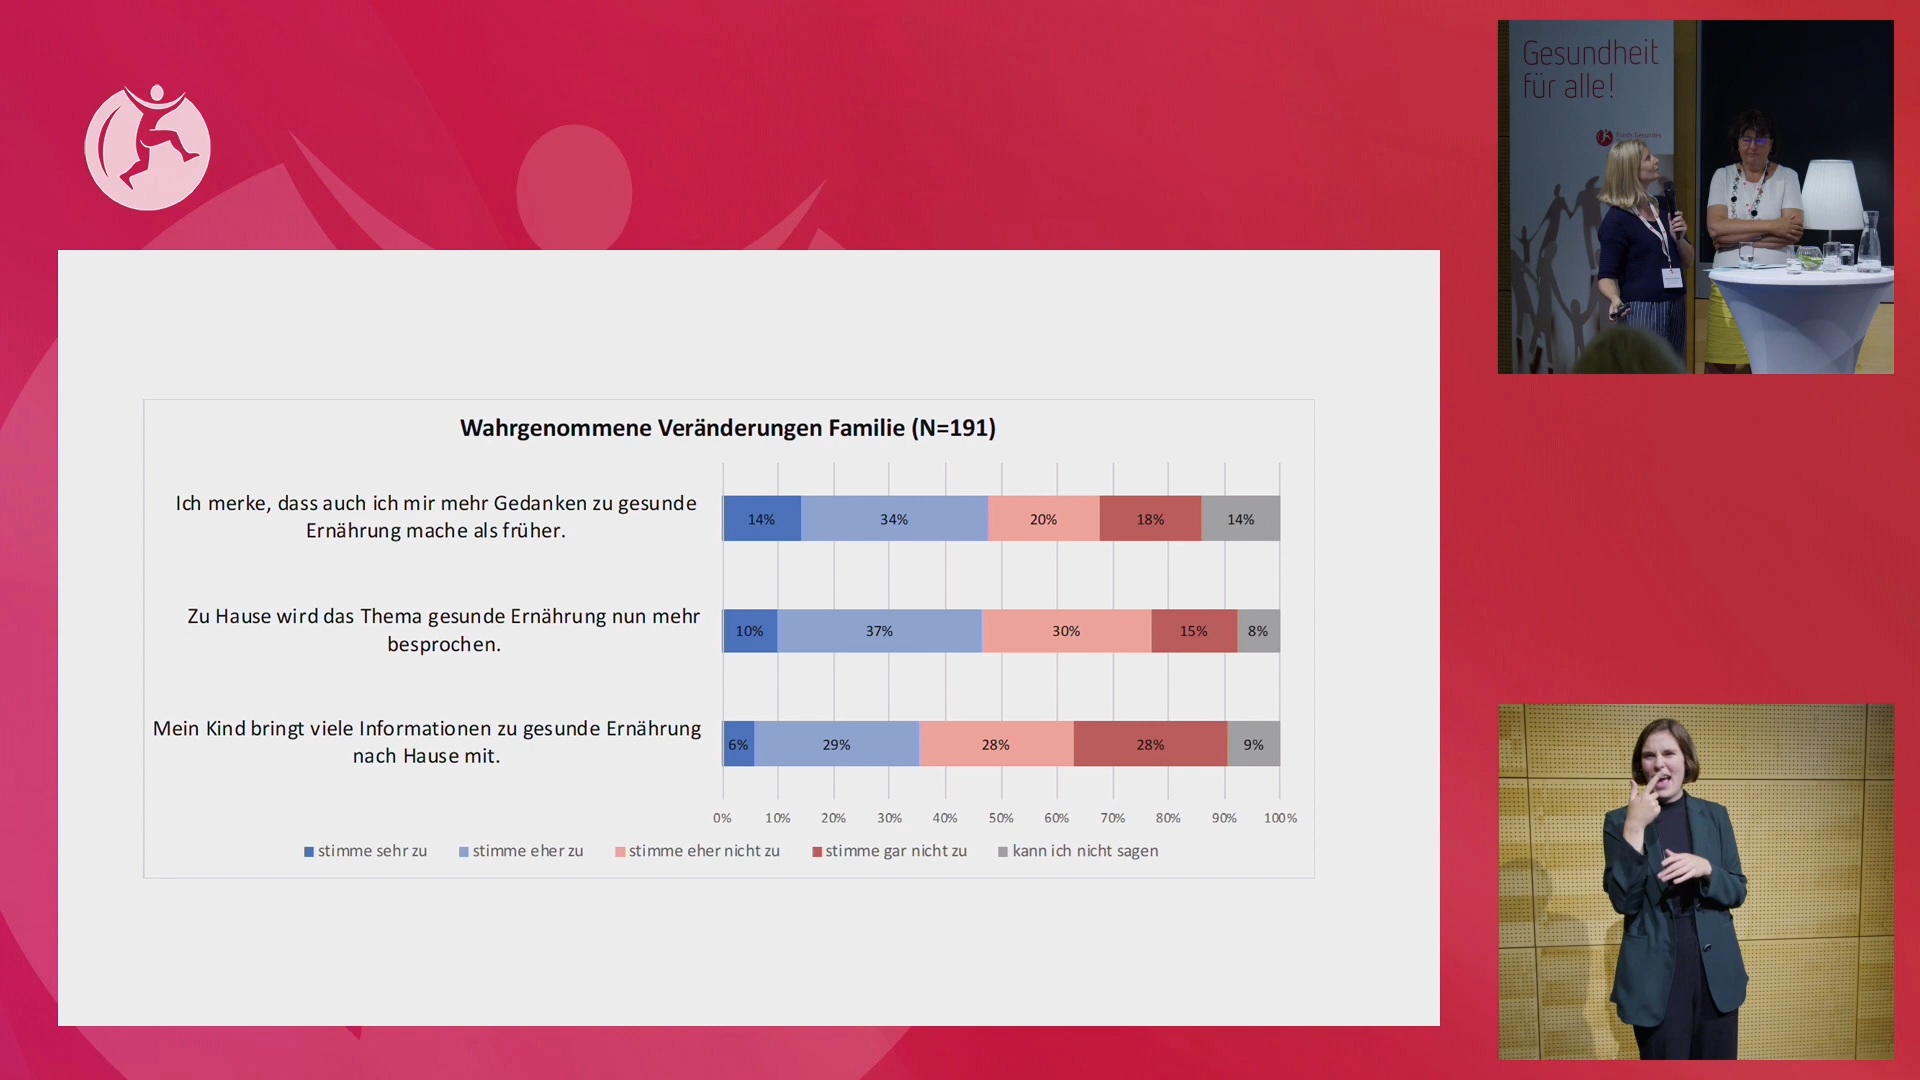 Gesundheit
für alle!
Fonds Gesundes
Wahrgenommene Veränderungen Familie (N=191)
Ich merke, dass auch ich mir mehr Gedanken zu gesunde
Ernährung mache als früher.
14% 34% 20% 18% 14%
Zu Hause wird das Thema gesunde Ernährung nun mehr
besprochen.
10% 37% 30% 15% 8%
Mein Kind bringt viele Informationen zu gesunde Ernährung
nach Hause mit.
6% 29% 28% 28% 9%
0% 10% 20% 30% 40% 50% 60% 70% 80% 90% 100%
stimme sehr zu stimme eher zu stimme eher nicht zu stimme gar nicht zu kann ich nicht sagen